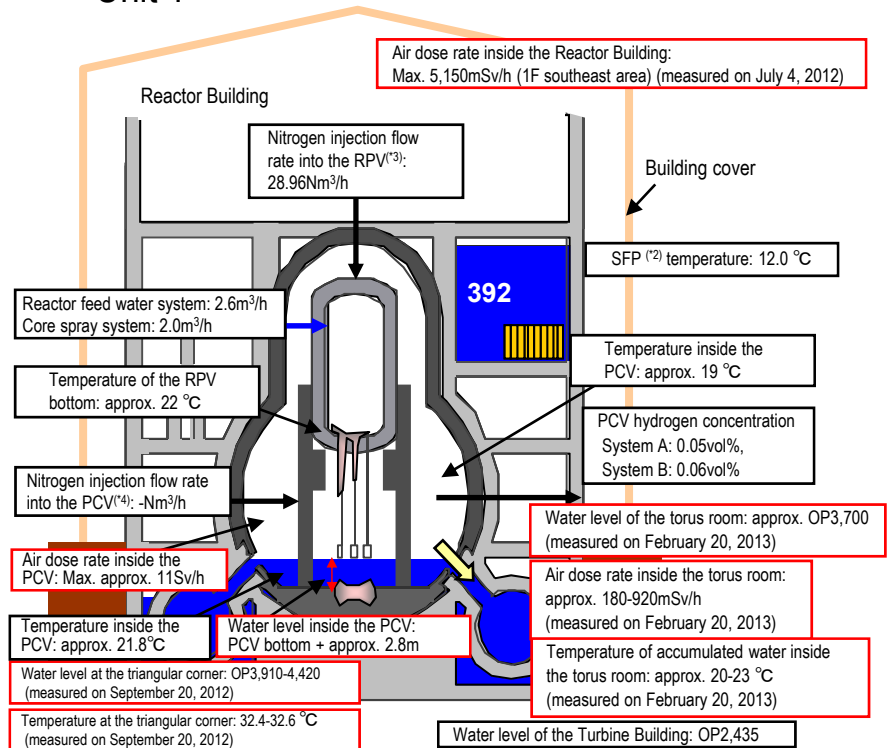 Air dose rate inside the Reactor Building:
Max. 5,150mSv/h (1F southeast area) (measured on July 4, 2012)
Reactor Building
Nitrogen injection flow
rate into the RPV(*3):
28.96Nm3/h
Building cover
SFP (*2) temperature: 12.0 ℃
392
Reactor feed water system: 2.6m3/h
Core spray system: 2.0m3/h
Temperature inside the
PCV: approx. 19 ℃
Temperature of the RPV
bottom: approx. 22 ℃
PCV hydrogen concentration
System A: 0.05vol%,
System B: 0.06vol%
Nitrogen injection flow rate
into the PCV(*4): -Nm3/h
Water level of the torus room: approx. OP3,700
(measured on February 20, 2013)
Air dose rate inside the
PCV: Max. approx. 11Sv/h
Air dose rate inside the torus room:
approx. 180-920mSv/h
(measured on February 20, 2013)
Temperature inside the
PCV: approx. 21.8℃
Water level inside the PCV:
PCV bottom + approx. 2.8m
Temperature of accumulated water inside
the torus room: approx. 20-23 ℃
(measured on February 20, 2013)
Water level at the triangular corner: OP3,910-4,420
(measured on September 20, 2012)
Temperature at the triangular corner: 32.4-32.6 ℃
(measured on September 20, 2012)
Water level of the Turbine Building: OP2,435